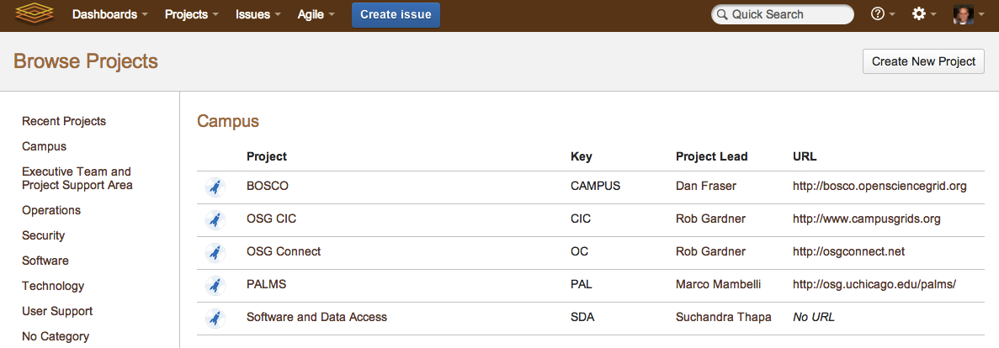 Dashboards Projects Issues Agile Create issue Quick Search
Browse Projects
Create New Project
Recent Projects
Campus
Executive Team and
Project Support Area
Operations
Security
Software
Technology
User Support
No Category
Campus
Project Key Project Lead URL
BOSCO CAMPUS Dan Fraser http://bosco.opensciencegrid.org
OSG CIC CIC Rob Gardner http://www.campusgrids.org
OSG Connect OC Rob Gardner http://osgconnect.net
PALMS PAL Marco Mambelli http://osg.uchicago.edu/palms/
Software and Data Access SDA Suchandra Thapa No URL